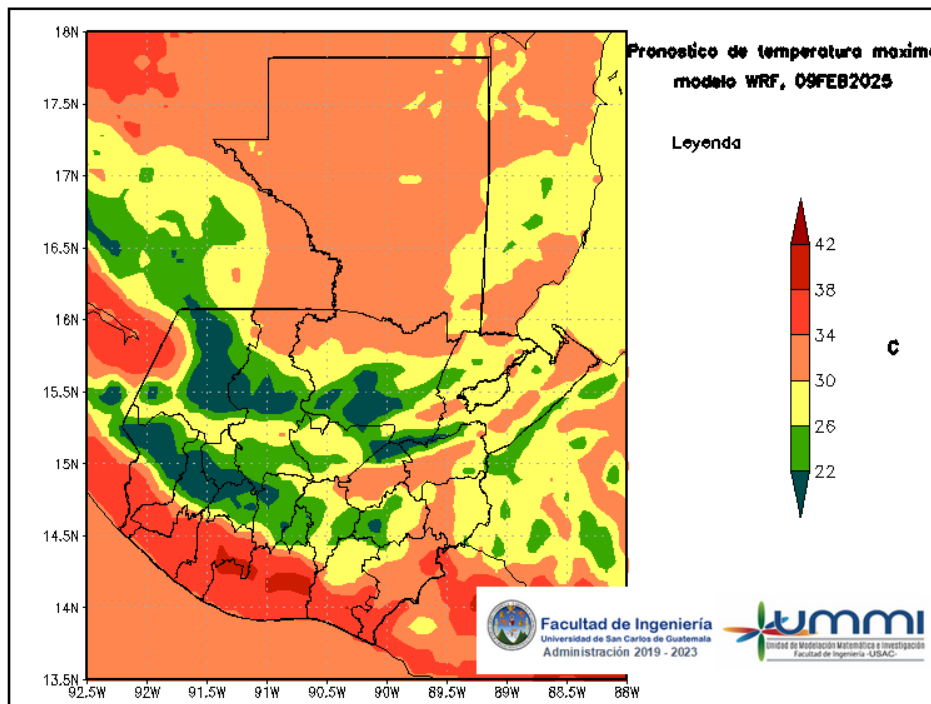 Pronostico de temperatura maxima
modelo WRF, 09FEB2025
Leyenda
18N
17.5N
17N
16.5N
16N
15.5N
15N
14.5N
14N
13.5N
92.5W 92W 91.5W 91W 90.5W 90W 89.5W 89W 88.5W 88W
42
38
34
30
26
22
C
Facultad de Ingeniería
Universidad de San Carlos de Guatemala
Administración 2019 - 2023
UMMI
Unidad de Modelación Matemática e Investigación
Facultad de Ingeniería -USAC-